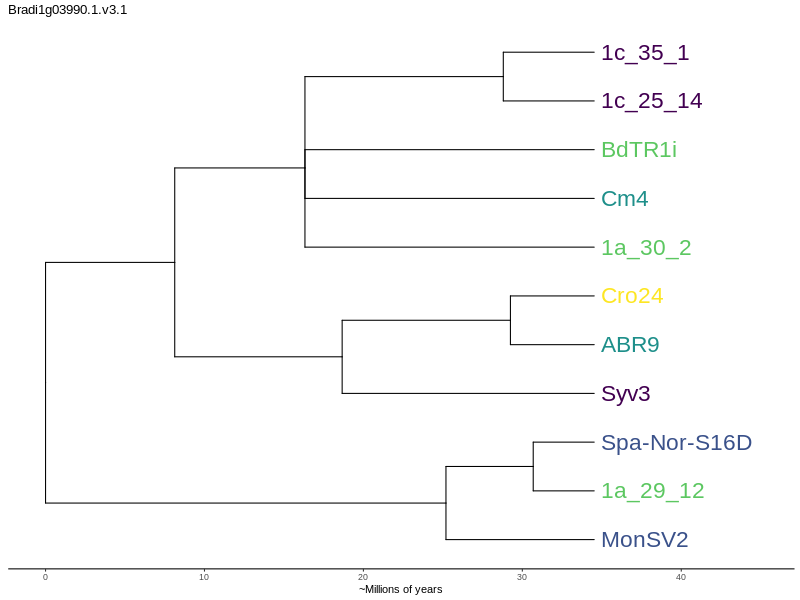 Bradi1g03990.1.v3.1
1c_35_1
1c_25_14
BdTR1i
Cm4
1a_30_2
Cro24
ABR9
Syv3
Spa-Nor-S16D
1a_29_12
MonSV2
0 10 20 30 40
~Millions of years